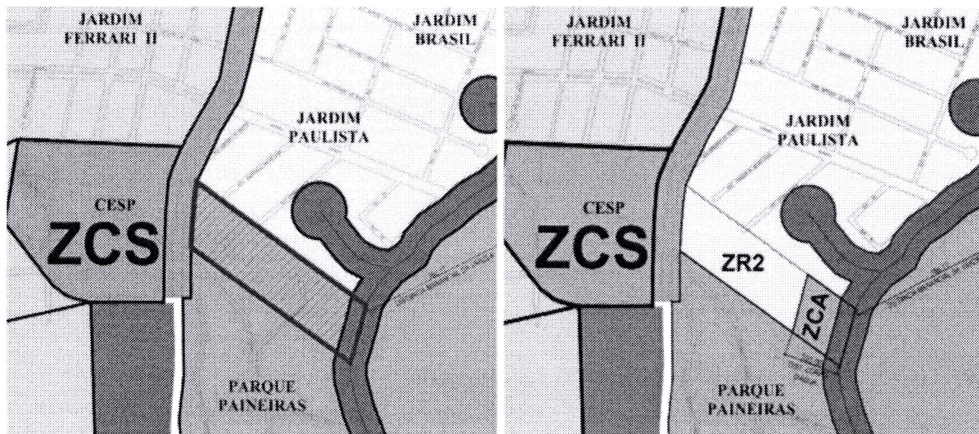 JARDIM
FERRARI II
JARDIM
BRASIL
JARDIM
PAULISTA
CESP
ZCS
PARQUE
PAINEIRAS
JARDIM
FERRARI II
JARDIM
BRASIL
JARDIM
PAULISTA
CESP
ZCS
ZR2
ZCA
PARQUE
PAINEIRAS